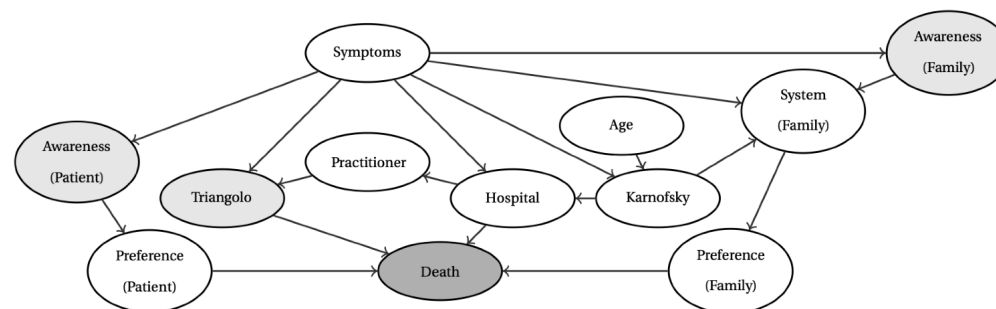 Symptoms
Awareness
(Family)
System
(Family)
Age
Awareness
(Patient)
Practitioner
Triangolo
Hospital
Karnofsky
Preference
(Patient)
Death
Preference
(Family)